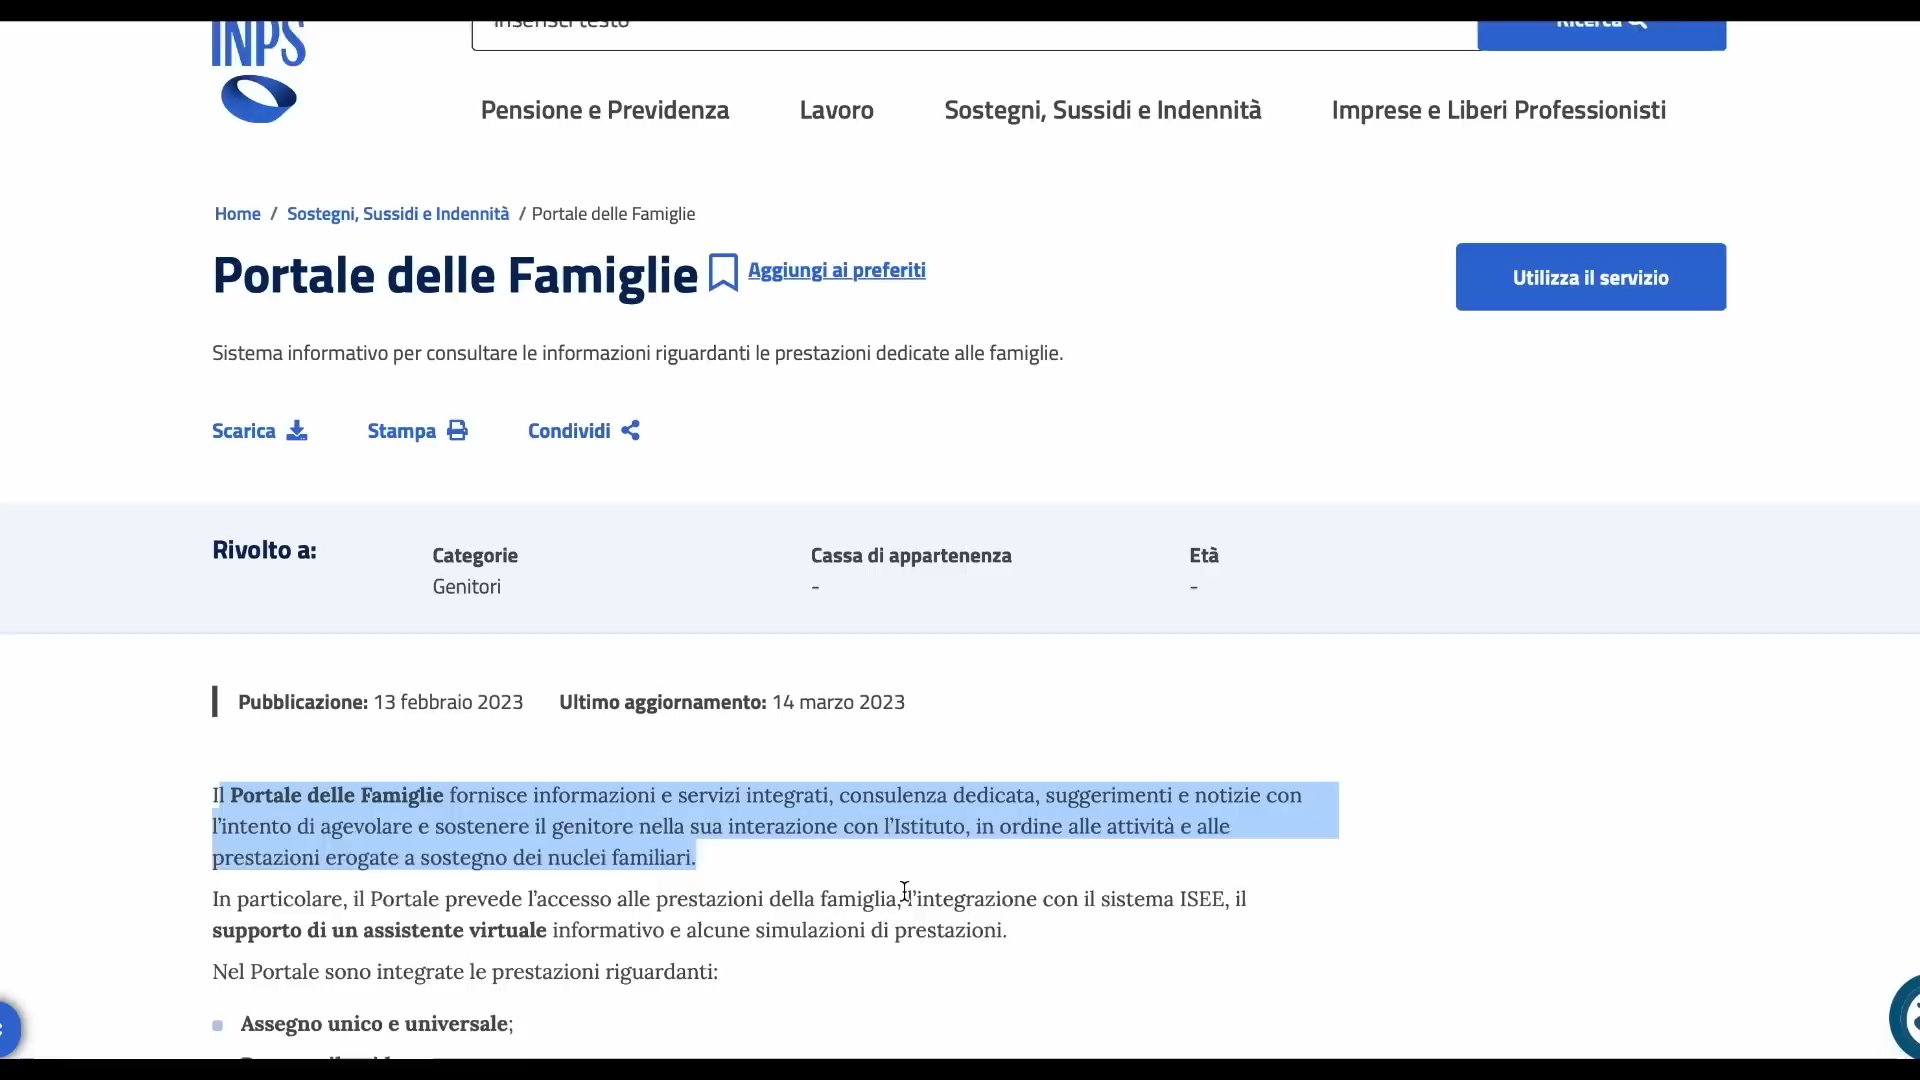 INPS
Inserisci testo
Ricerca
Pensione e Previdenza Lavoro Sostegni, Sussidi e Indennità Imprese e Liberi Professionisti
Home / Sostegni, Sussidi e Indennità / Portale delle Famiglie
Portale delle Famiglie Aggiungi ai preferiti
Utilizza il servizio
Sistema informativo per consultare le informazioni riguardanti le prestazioni dedicate alle famiglie.
Scarica Stampa Condividi
Rivolto a: Categorie Cassa di appartenenza Età
Genitori - -
Pubblicazione: 13 febbraio 2023 Ultimo aggiornamento: 14 marzo 2023
Il Portale delle Famiglie fornisce informazioni e servizi integrati, consulenza dedicata, suggerimenti e notizie con
l’intento di agevolare e sostenere il genitore nella sua interazione con l’Istituto, in ordine alle attività e alle
prestazioni erogate a sostegno dei nuclei familiari.
In particolare, il Portale prevede l’accesso alle prestazioni della famiglia, l’integrazione con il sistema ISEE, il
supporto di un assistente virtuale informativo e alcune simulazioni di prestazioni.
Nel Portale sono integrate le prestazioni riguardanti:
Assegno unico e universale;